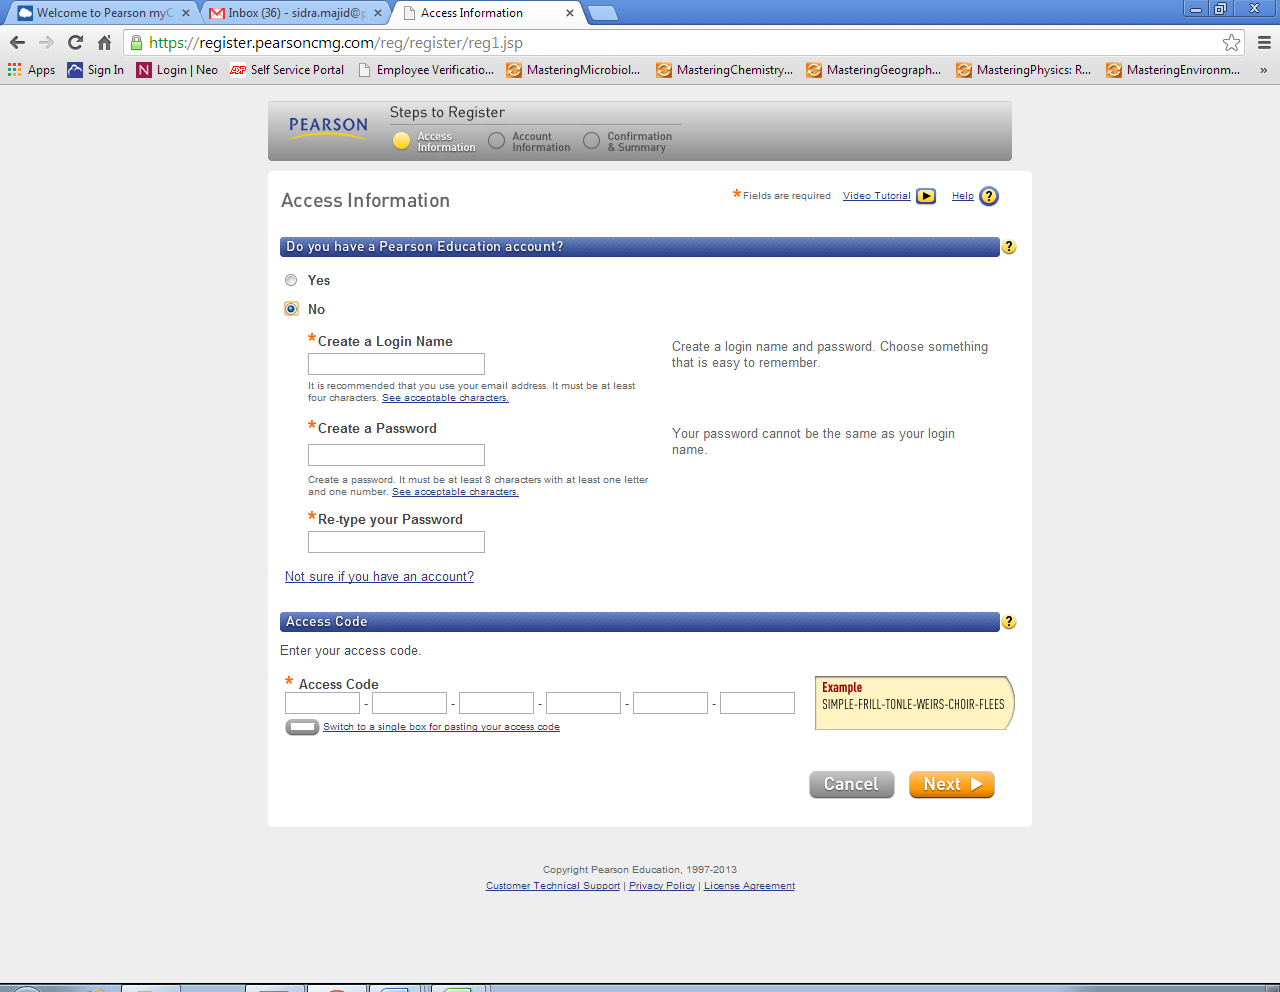 Welcome to Pearson myC
Inbox (36) - sidra.majid@p
Access Information
https://register.pearsoncmg.com/reg/register/reg1.jsp
Apps
Sign In
N Login | Neo
ADP Self Service Portal
Employee Verificatio...
MasteringMicrobiol...
MasteringChemistry...
MasteringGeograph...
MasteringPhysics: R...
MasteringEnvironm...
»
PEARSON
Steps to Register
Access Information
Account Information
Confirmation & Summary
Access Information
*Fields are required
Video Tutorial
Help ?
Do you have a Pearson Education account? ?
Yes
No
*Create a Login Name
Create a login name and password. Choose something
that is easy to remember.
It is recommended that you use your email address. It must be at least
four characters. See acceptable characters.
*Create a Password
Your password cannot be the same as your login
name.
Create a password. It must be at least 8 characters with at least one letter
and one number. See acceptable characters.
*Re-type your Password
Not sure if you have an account?
Access Code ?
Enter your access code.
* Access Code
- - - - -
Example
SIMPLE-FRILL-TONLE-WEIRS-CHOIR-FLEES
Switch to a single box for pasting your access code
Cancel
Next
Copyright Pearson Education, 1997-2013
Customer Technical Support | Privacy Policy | License Agreement